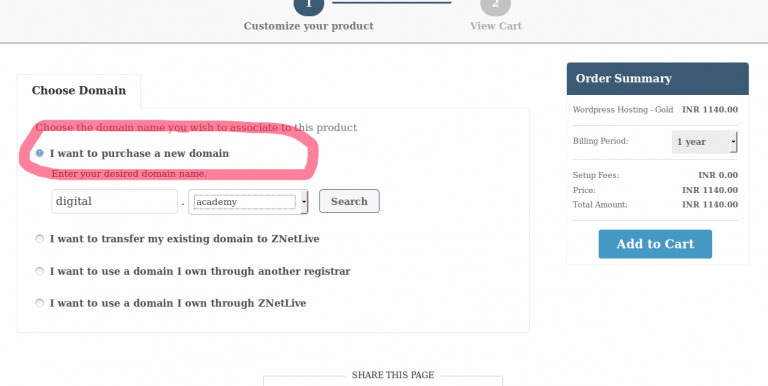 1
2
Customize your product
View Cart
Choose Domain
Choose the domain name you wish to associate to this product
I want to purchase a new domain
Enter your desired domain name.
digital . academy Search
I want to transfer my existing domain to ZNetLive
I want to use a domain I own through another registrar
I want to use a domain I own through ZNetLive
Order Summary
Wordpress Hosting - Gold INR 1140.00
Billing Period: 1 year
Setup Fees: INR 0.00
Price: INR 1140.00
Total Amount: INR 1140.00
Add to Cart
SHARE THIS PAGE